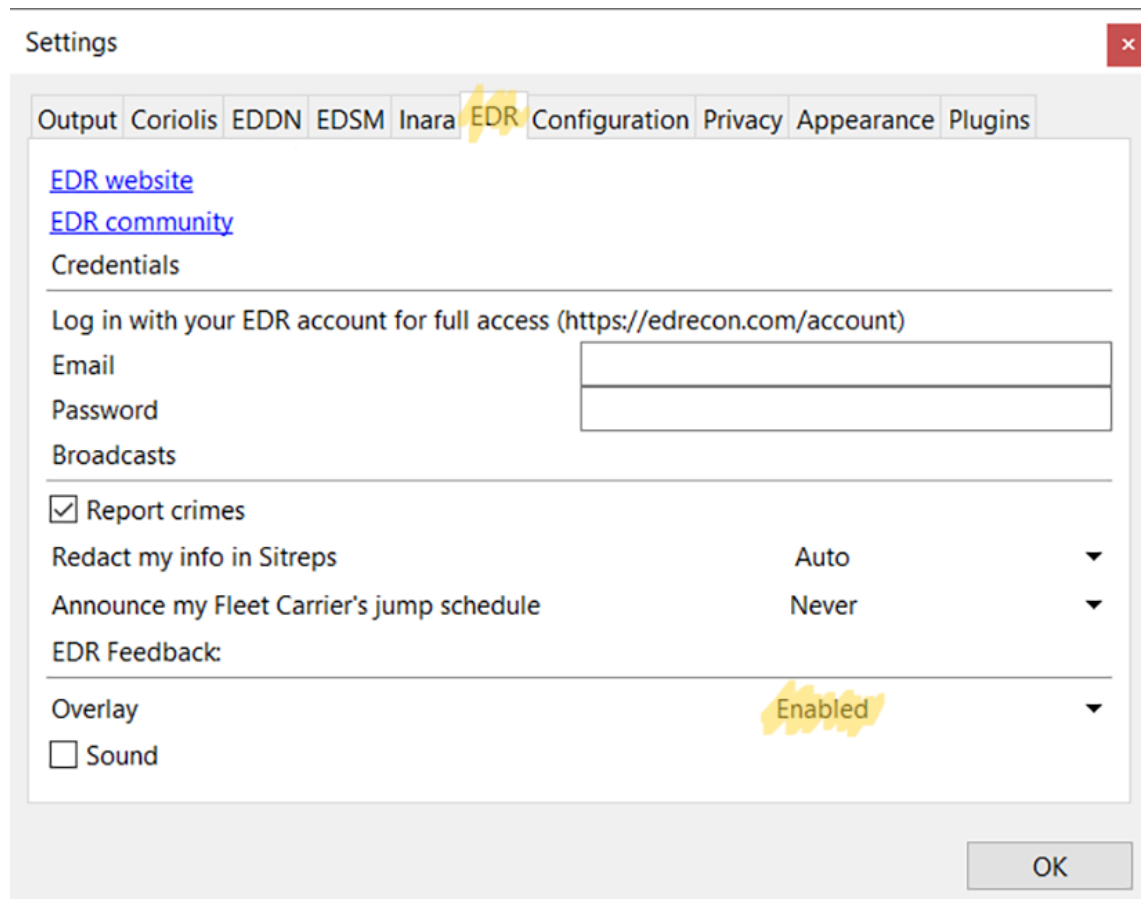 Settings
Output Coriolis EDDN EDSM Inara EDR Configuration Privacy Appearance Plugins
EDR website
EDR community
Credentials
Log in with your EDR account for full access (https://edrecon.com/account)
Email
Password
Broadcasts
Report crimes
Redact my info in Sitreps Auto
Announce my Fleet Carrier's jump schedule Never
EDR Feedback:
Overlay Enabled
Sound
OK